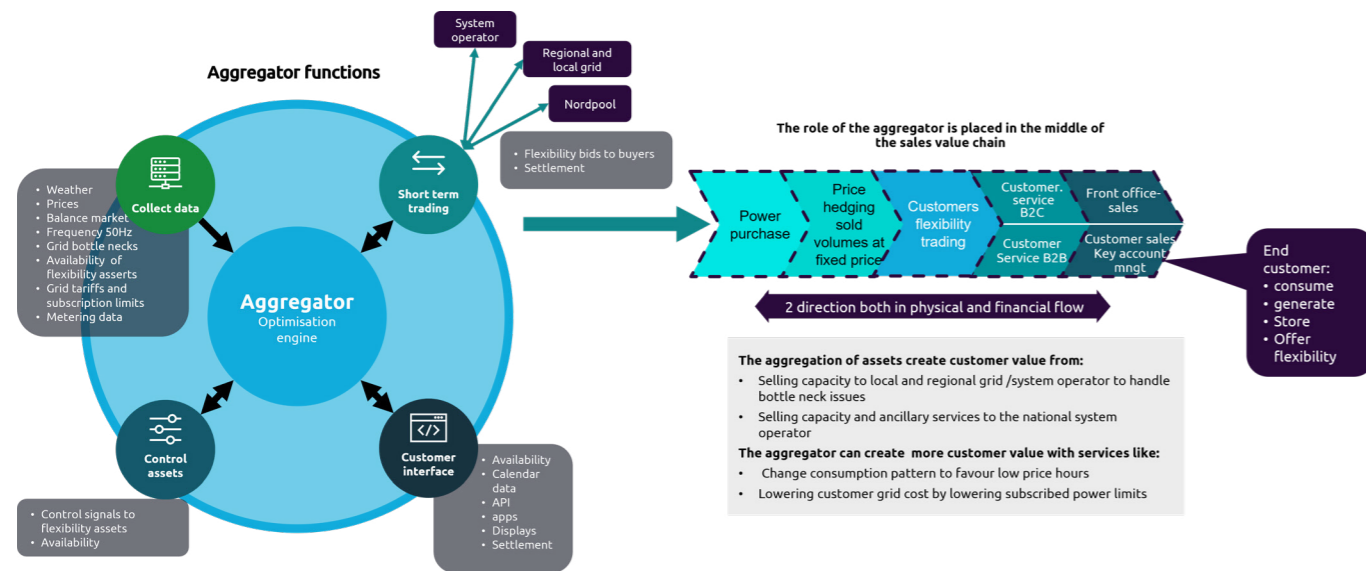 Aggregator functions
System
operator
Regional and
local grid
Nordpool
• Flexibility bids to buyers
• Settlement
Collect data
• Weather
• Prices
• Balance market
• Frequency 50Hz
• Grid bottle necks
• Availability of
flexibility asserts
• Grid tariffs and
subscription limits
• Metering data
Short term
trading
Aggregator
Optimisation
engine
Control
assets
• Control signals to
flexibility assets
• Availability
</>
Customer
interface
• Availability
• Calendar
data
• API
• apps
• Displays
• Settlement
The role of the aggregator is placed in the middle of
the sales value chain
Power
purchase
Price
hedging
sold
volumes at
fixed price
Customers
flexibility
trading
Customer.
service
B2C
Customer
Service B2B
Front office-
sales
Customer sales
Key account
mngt
End
customer:
• consume
• generate
• Store
• Offer
flexibility
2 direction both in physical and financial flow
The aggregation of assets create customer value from:
• Selling capacity to local and regional grid /system operator to handle
bottle neck issues
• Selling capacity and ancillary services to the national system
operator
The aggregator can create more customer value with services like:
• Change consumption pattern to favour low price hours
• Lowering customer grid cost by lowering subscribed power limits